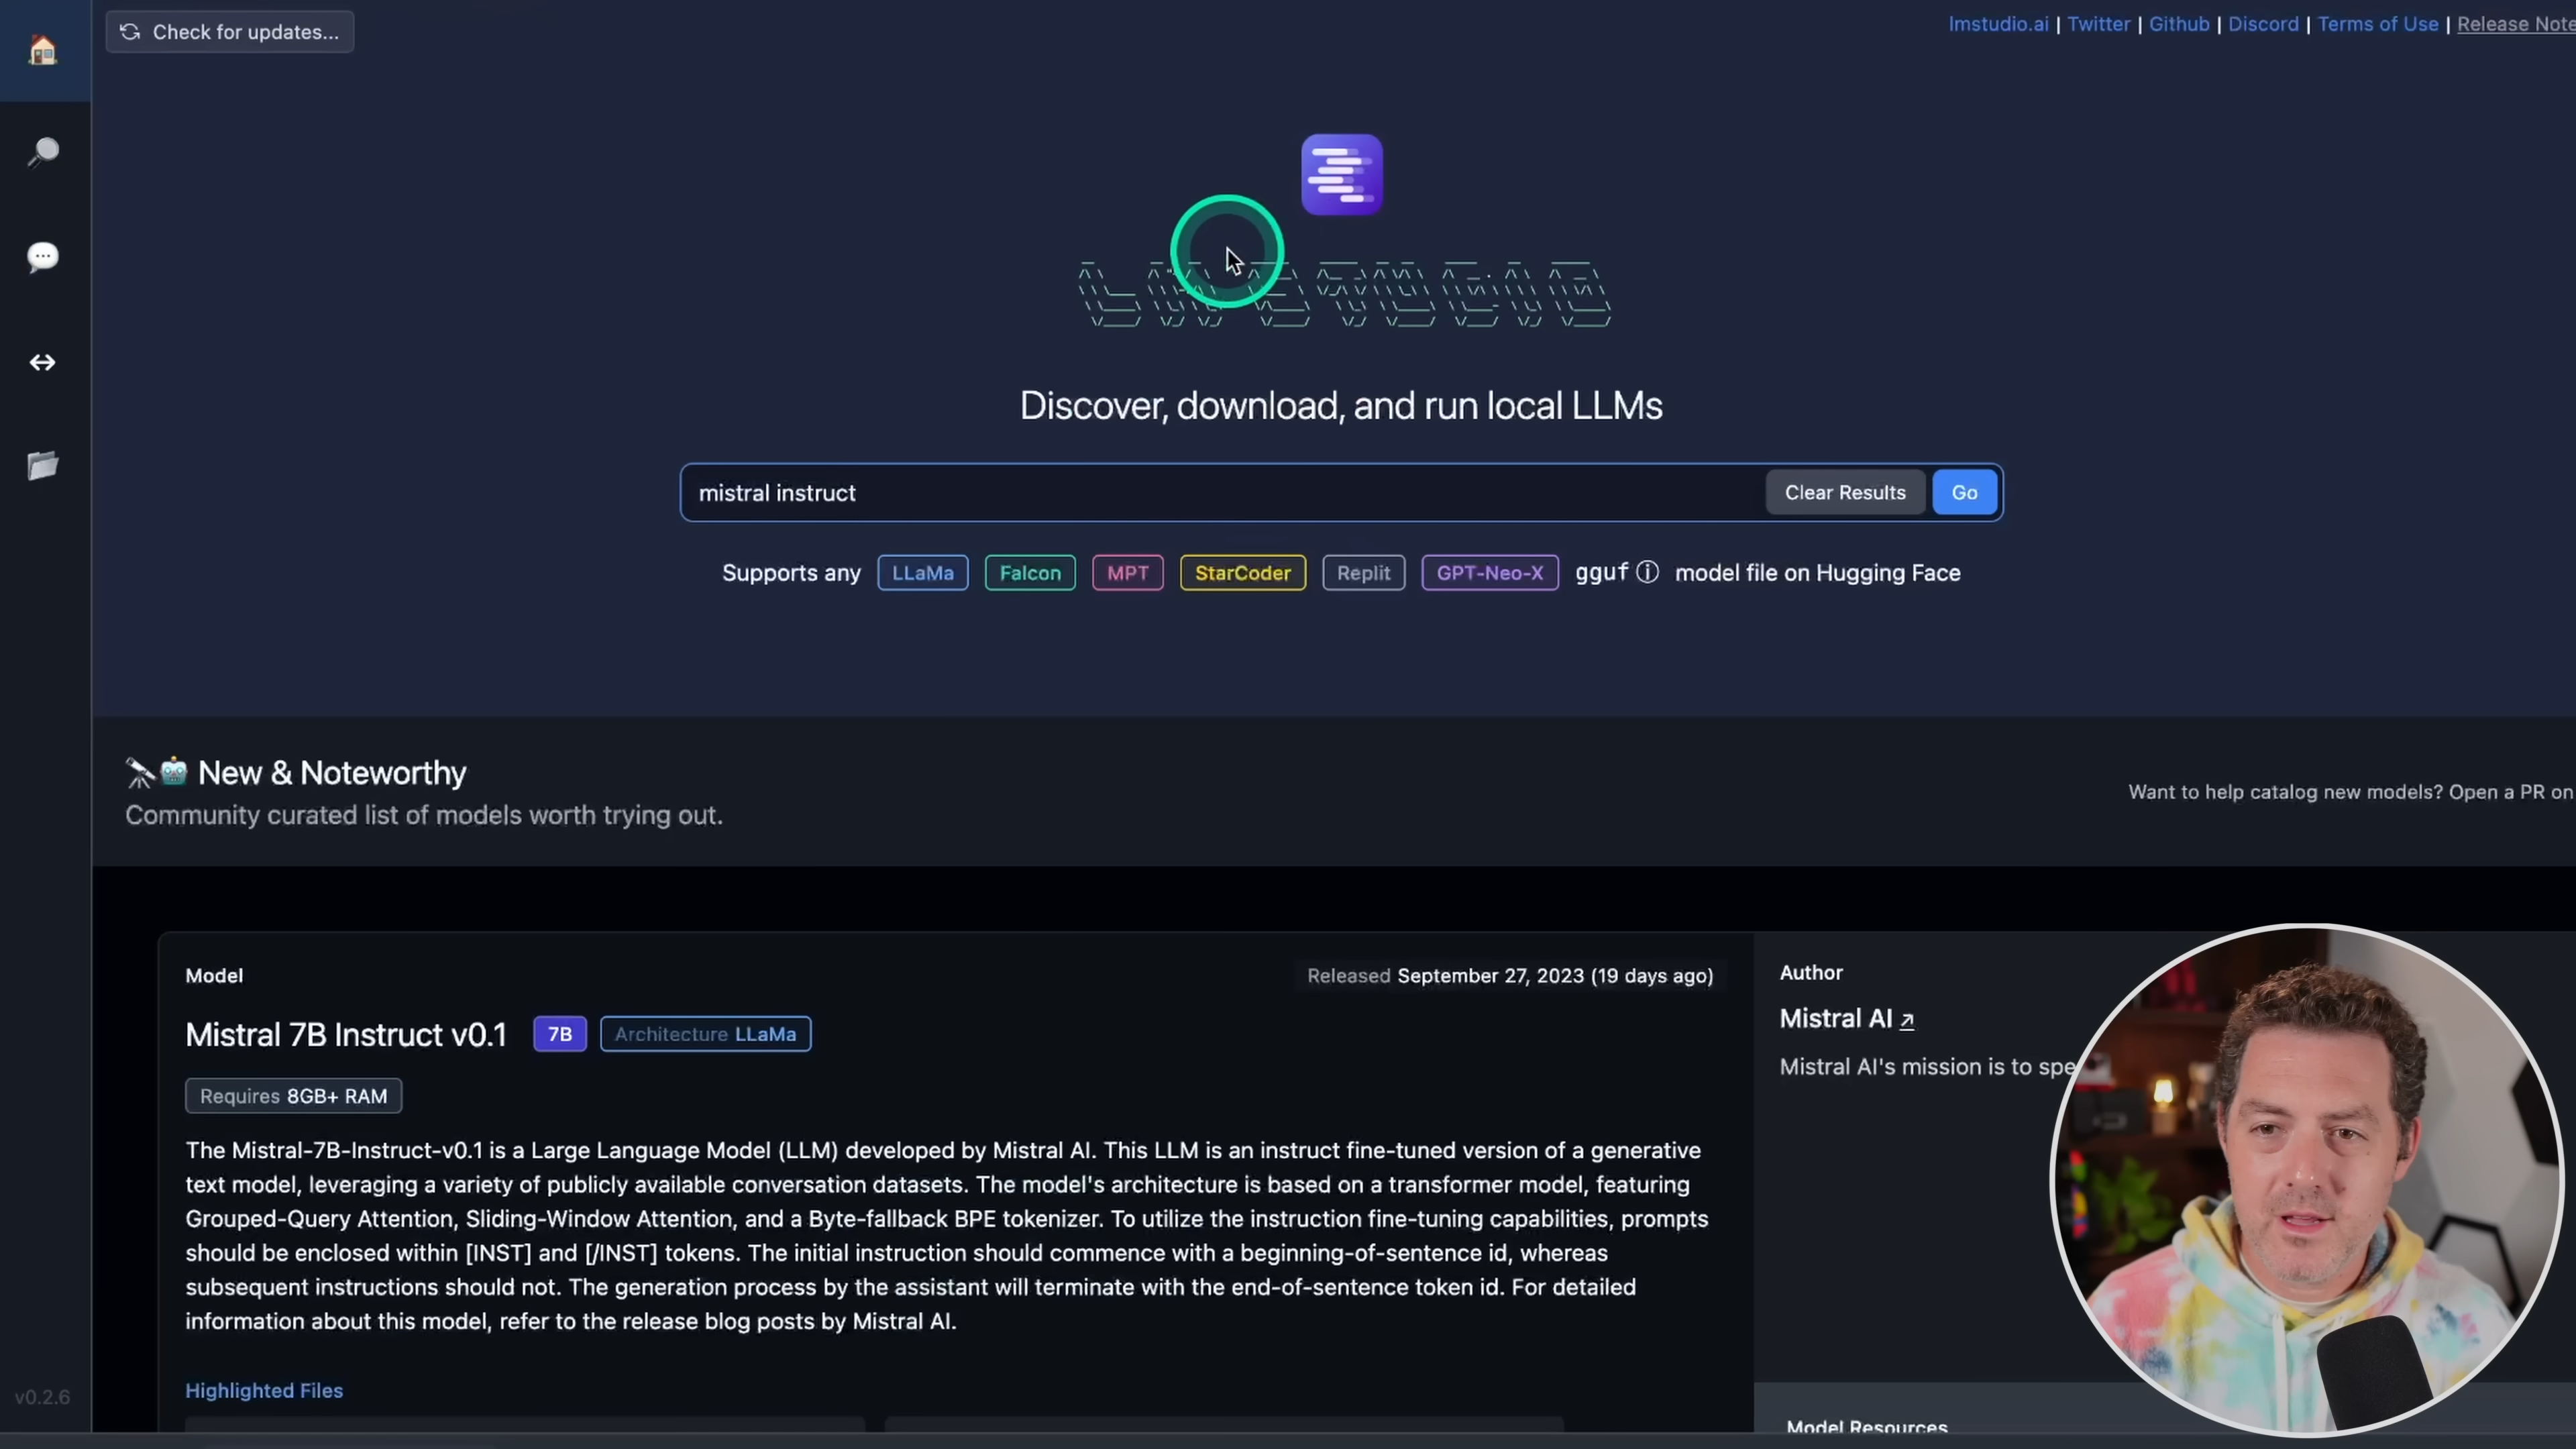 Check for updates...
lmstudio.ai | Twitter | Github | Discord | Terms of Use | Release Note
Discover, download, and run local LLMs
mistral instruct
Clear Results
Go
Supports any LLaMa Falcon MPT StarCoder Replit GPT-Neo-X gguf ⓘ model file on Hugging Face
New & Noteworthy
Community curated list of models worth trying out.
Want to help catalog new models? Open a PR on
Model
Released September 27, 2023 (19 days ago)
Mistral 7B Instruct v0.1 7B Architecture LLaMa
Requires 8GB+ RAM
The Mistral-7B-Instruct-v0.1 is a Large Language Model (LLM) developed by Mistral AI. This LLM is an instruct fine-tuned version of a generative
text model, leveraging a variety of publicly available conversation datasets. The model's architecture is based on a transformer model, featuring
Grouped-Query Attention, Sliding-Window Attention, and a Byte-fallback BPE tokenizer. To utilize the instruction fine-tuning capabilities, prompts
should be enclosed within [INST] and [/INST] tokens. The initial instruction should commence with a beginning-of-sentence id, whereas
subsequent instructions should not. The generation process by the assistant will terminate with the end-of-sentence token id. For detailed
information about this model, refer to the release blog posts by Mistral AI.
Highlighted Files
Author
Mistral AI ↗
Mistral AI's mission is to spe
Model Resources
v0.2.6